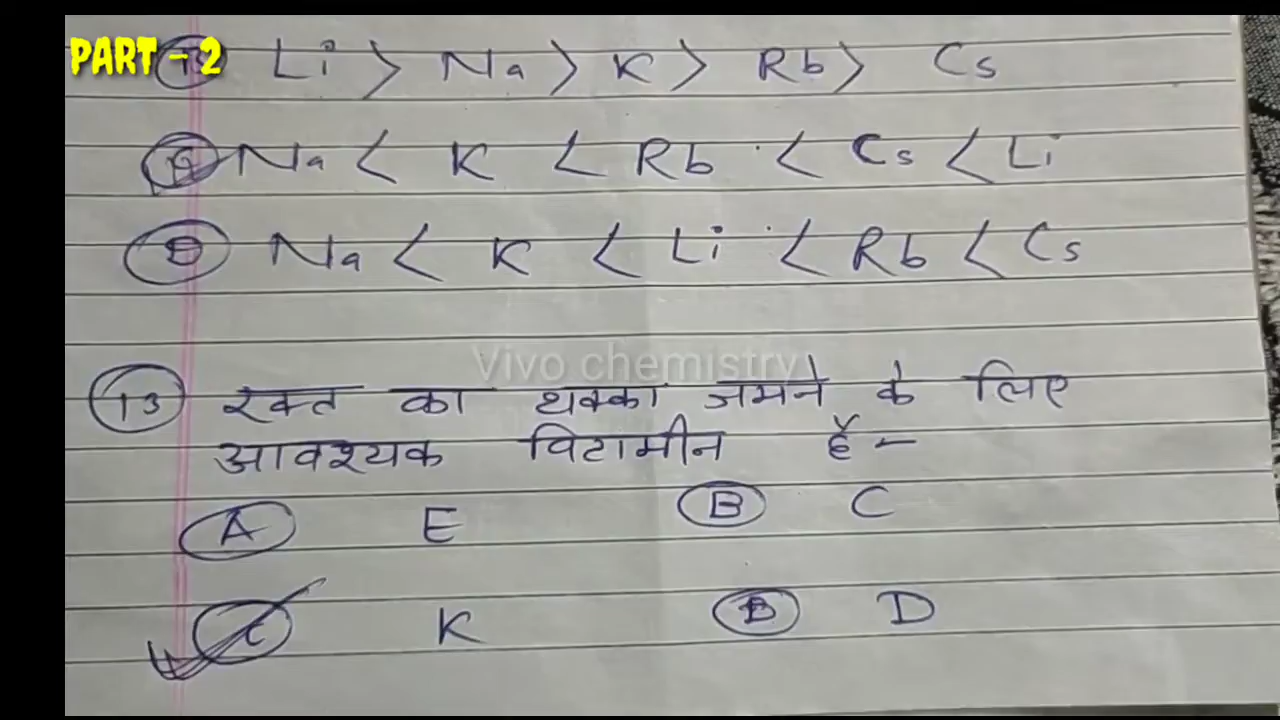 PART - 2
Li > Na > K > Rb > Cs
Na < K < Rb < Cs < Li
D Na < K < Li < Rb < Cs
Vivo chemistry
13 रक्त का थक्का जमने के लिए
आवश्यक विटामीन है -
A E B C
C K D D